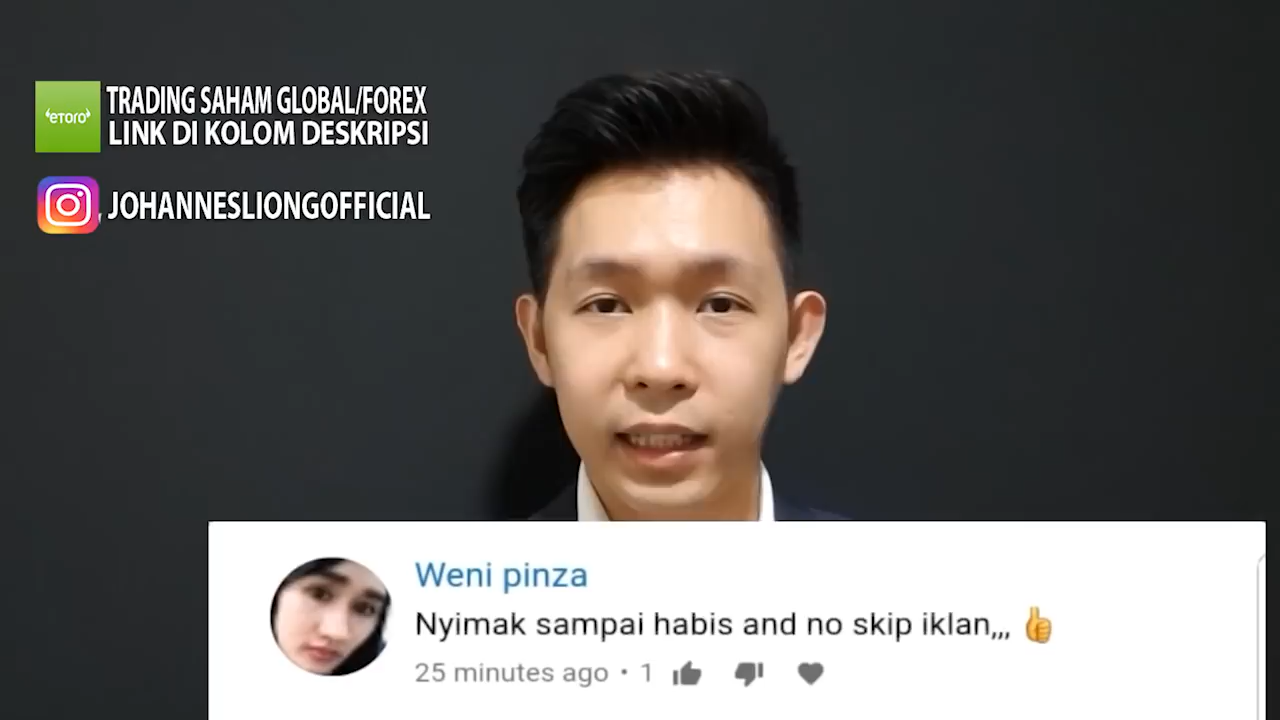 eToro
TRADING SAHAM GLOBAL/FOREX
LINK DI KOLOM DESKRIPSI
JOHANNESLIONGOFFICIAL
Weni pinza
Nyimak sampai habis and no skip iklan,,, 👍
25 minutes ago • 1